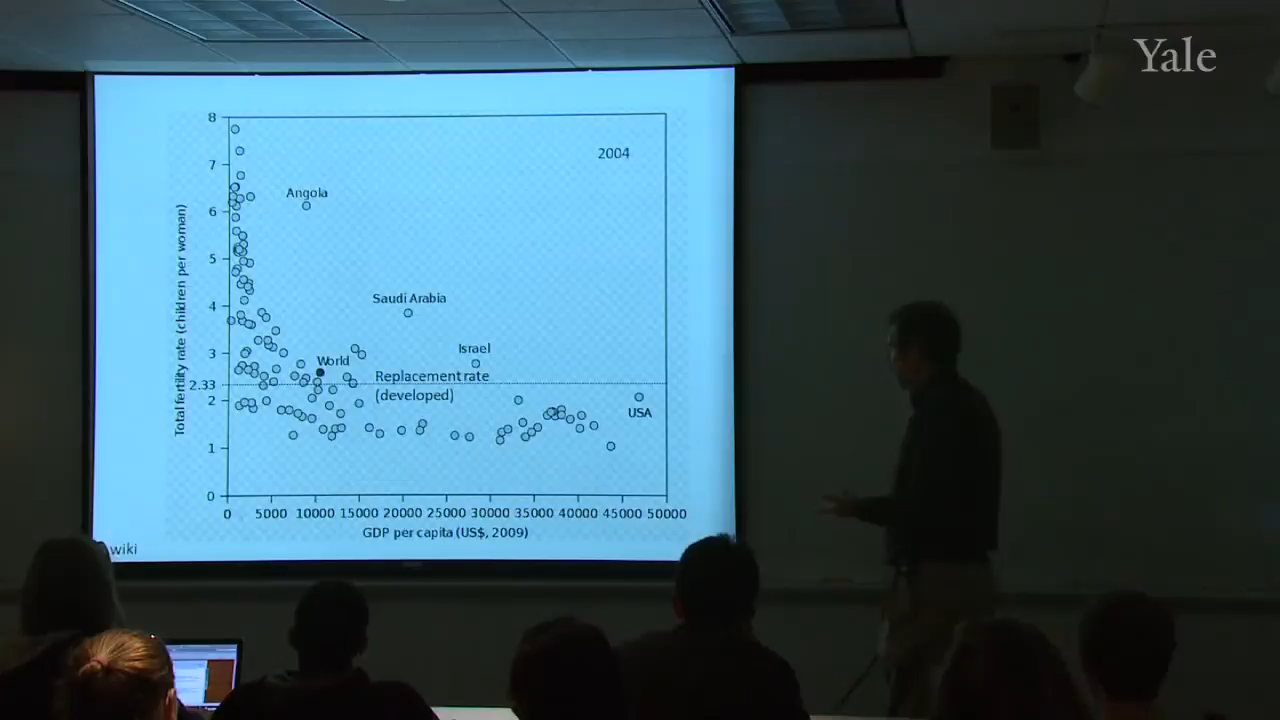 Yale
8
2004
7
Angola
6
Total fertility rate (children per woman)
5
4
Saudi Arabia
3
World
Israel
Replacement rate
2.33
(developed)
2
USA
1
0
0 5000 10000 15000 20000 25000 30000 35000 40000 45000 50000
GDP per capita (US$, 2009)
wiki